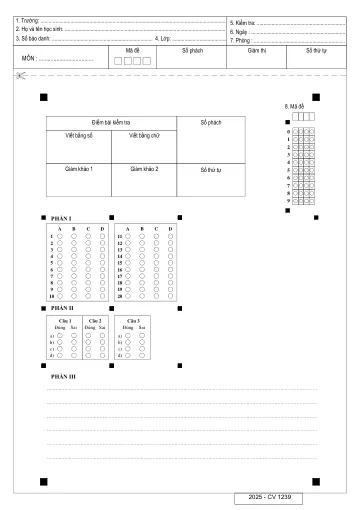 1. Trường: ........................................ 5. Kiểm tra: ........................................
2. Họ và tên học sinh: ........................................ 6. Ngày : ........................................
3. Số báo danh: ........................................ 4. Lớp: .................... 7. Phòng : ........................................
MÔN : ............................ Mã đề Số phách Giám thị Số thứ tự
8. Mã đề
Điểm bài kiểm tra Số phách
Viết bằng số Viết bằng chữ
Giám khảo 1 Giám khảo 2 Số thứ tự
0
1
2
3
4
5
6
7
8
9
PHẦN I
A B C D A B C D
1 11
2 12
3 13
4 14
5 15
6 16
7 17
8 18
9 19
10 20
PHẦN II
Câu 1 Câu 2 Câu 3
Đúng Sai Đúng Sai Đúng Sai
a) a)
b) b)
c) c)
d) d)
PHẦN III
2025 - CV 1239